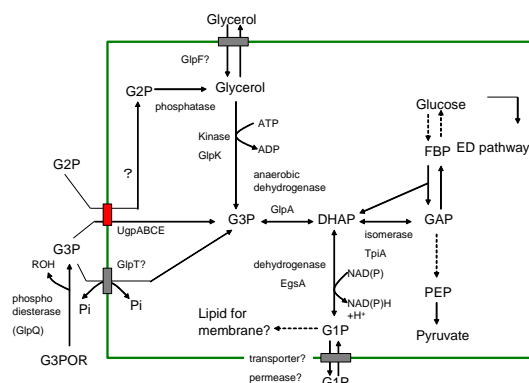 Glycerol
GlpF?
Glycerol
G2P
phosphatase
Glucose
ATP
Kinase
ADP
GlpK
FBP
ED pathway
G2P
?
anaerobic
dehydrogenase
GlpA
G3P
DHAP
GAP
UgpABCE
isomerase
TpiA
G3P
GlpT?
ROH
dehydrogenase
EgsA
NAD(P)
NAD(P)H
+H+
phospho
diesterase
(GlpQ)
Pi
Pi
PEP
Lipid for
membrane?
G1P
Pyruvate
G3POR
transporter?
permease?
G1P